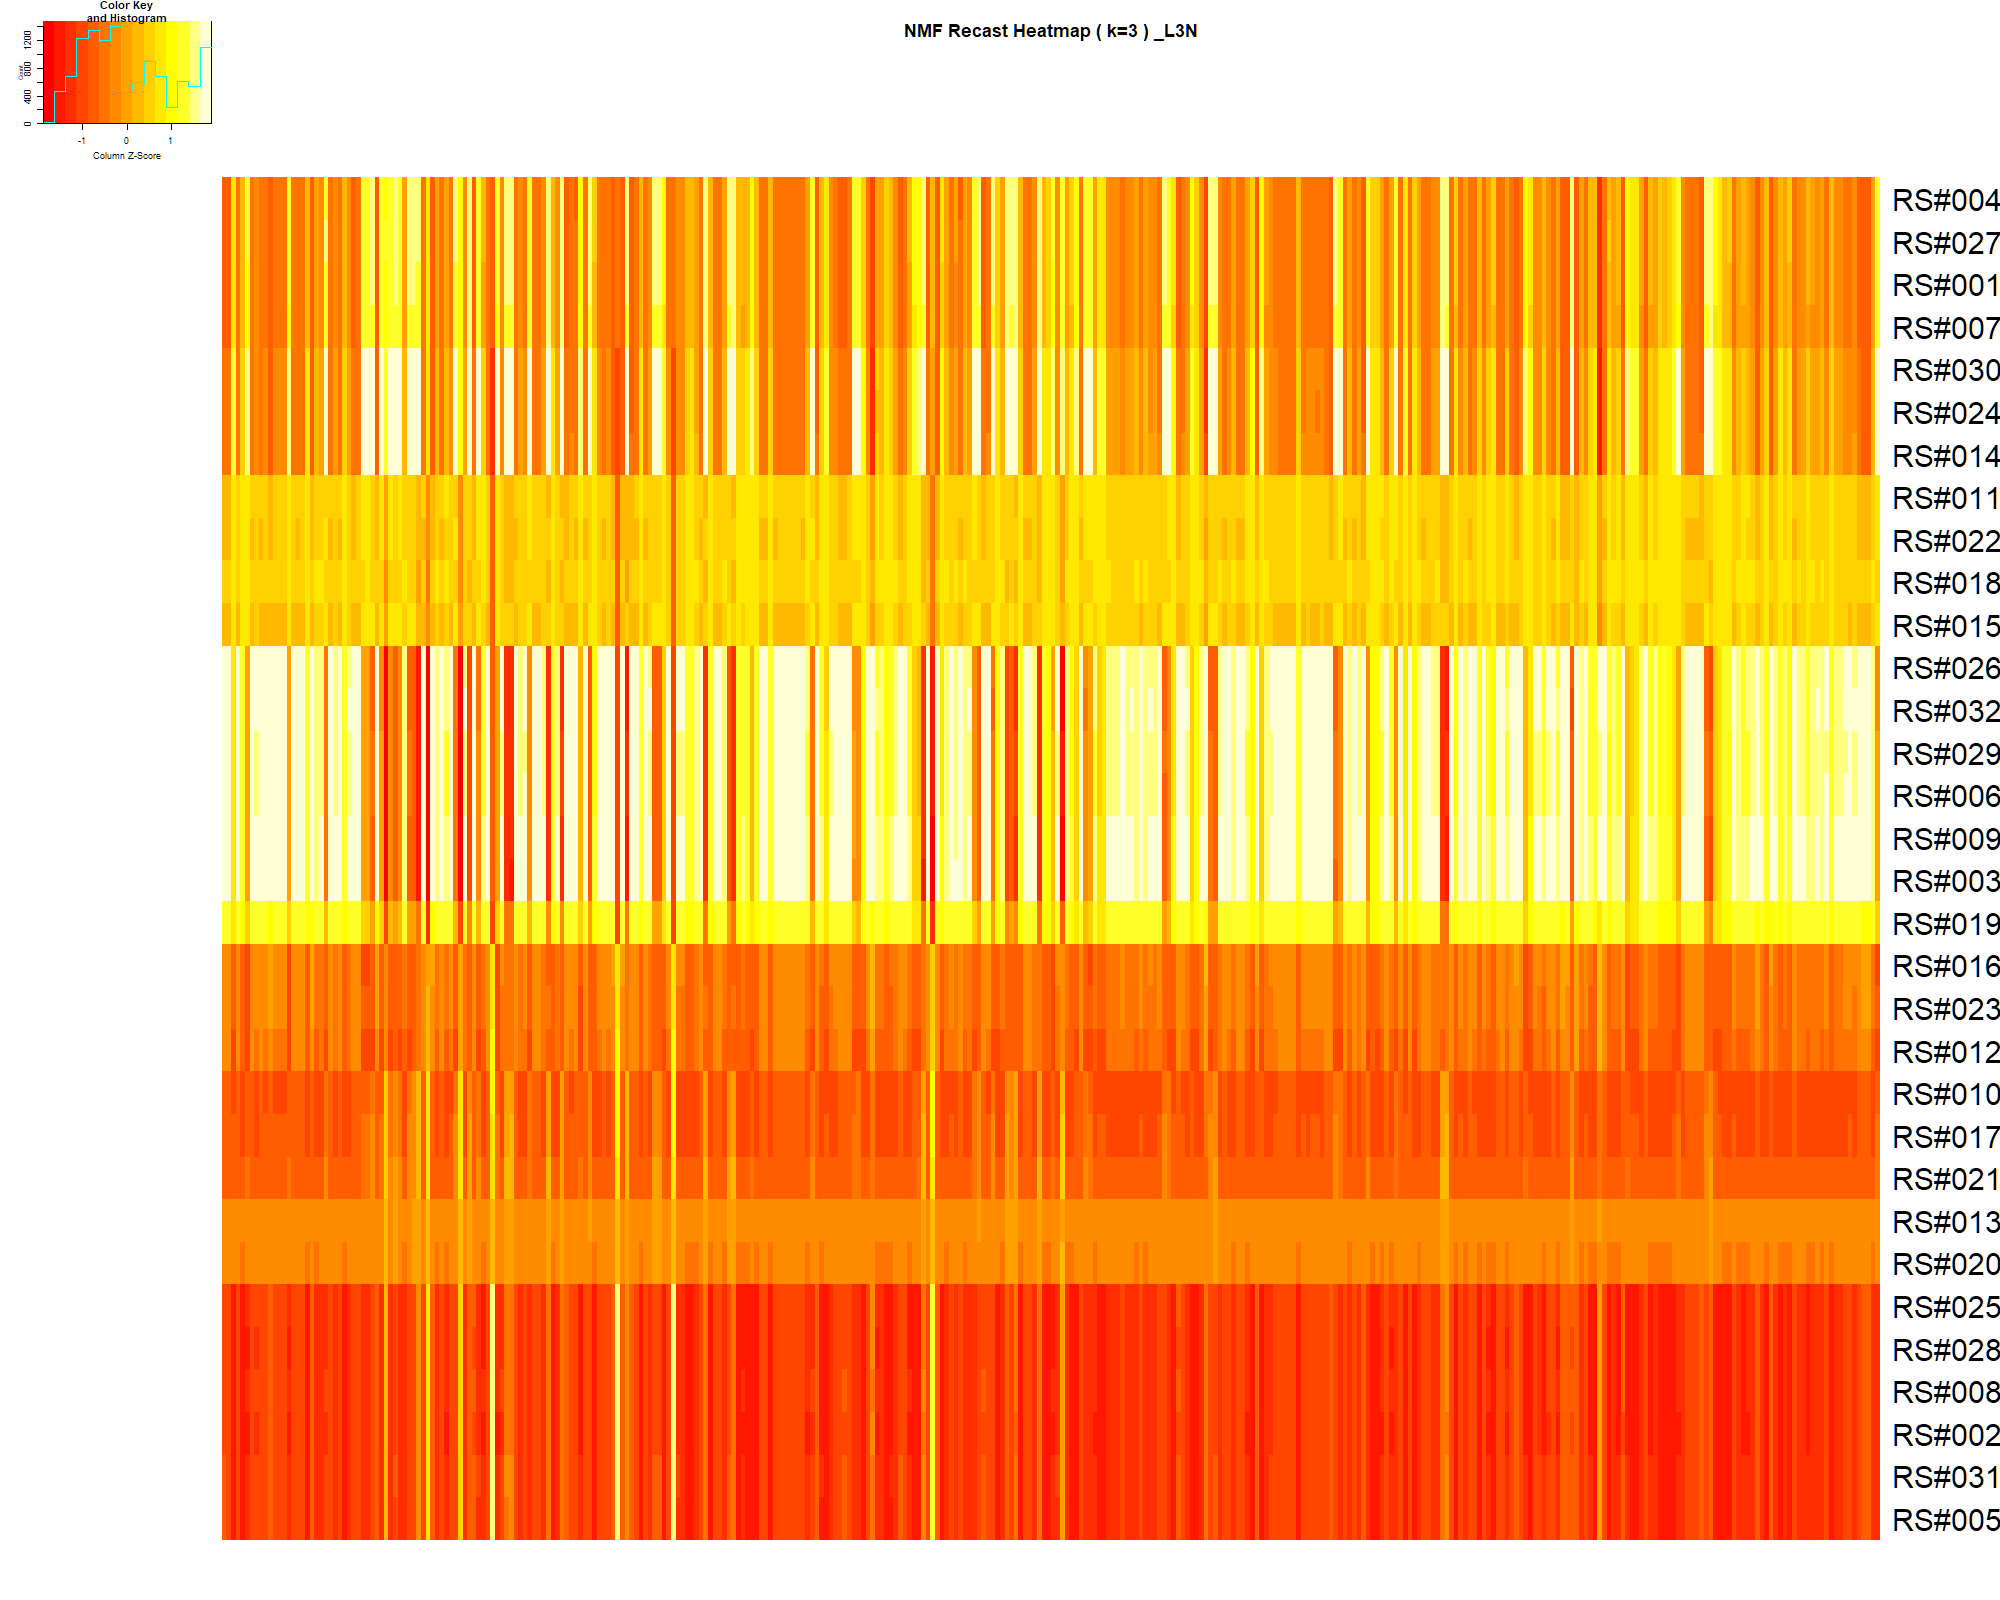 Color Key
and Histogram
NMF Recast Heatmap ( k=3 ) _L3N
Count
0 400 800 1200
-1 0 1
Column Z-Score
RS#004
RS#027
RS#001
RS#007
RS#030
RS#024
RS#014
RS#011
RS#022
RS#018
RS#015
RS#026
RS#032
RS#029
RS#006
RS#009
RS#003
RS#019
RS#016
RS#023
RS#012
RS#010
RS#017
RS#021
RS#013
RS#020
RS#025
RS#028
RS#008
RS#002
RS#031
RS#005